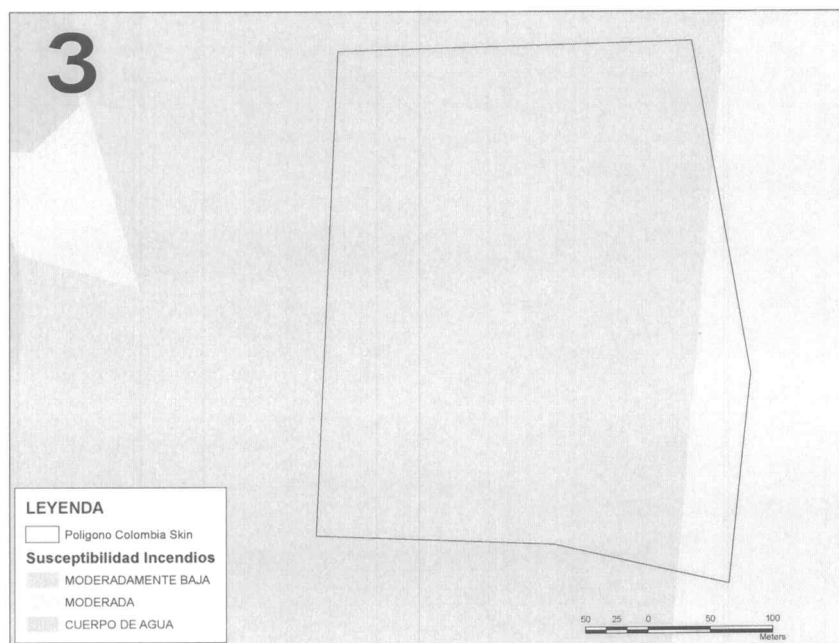 3
LEYENDA
Poligono Colombia Skin
Susceptibilidad Incendios
MODERADAMENTE BAJA
MODERADA
CUERPO DE AGUA
50 25 0 50 100
Meters